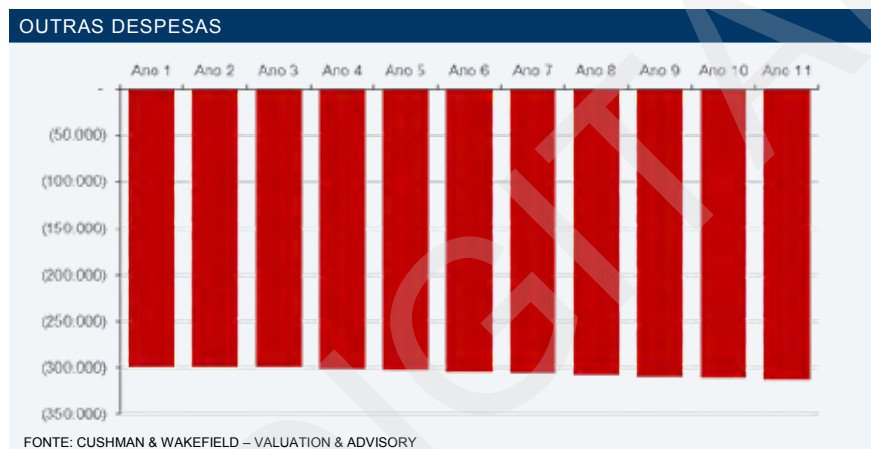 OUTRAS DESPESAS
Ano 1 Ano 2 Ano 3 Ano 4 Ano 5 Ano 6 Ano 7 Ano 8 Ano 9 Ano 10 Ano 11
-
(50.000)
(100.000)
(150.000)
(200.000)
(250.000)
(300.000)
(350.000)
FONTE: CUSHMAN & WAKEFIELD – VALUATION & ADVISORY